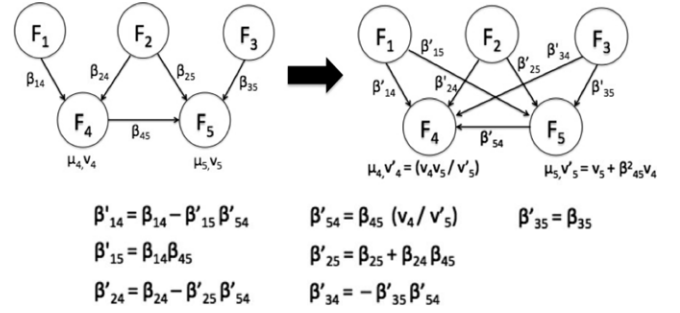 F₁ F₂ F₃ F₁ F₂ F₃
β₁₄ β₂₄ β₂₅ β₃₅ β′₁₄ β′₁₅ β′₂₄ β′₂₅ β′₃₄ β′₃₅
F₄ β₄₅ F₅ F₄ β′₅₄ F₅
μ₄,v₄ μ₅,v₅ μ₄,v′₄ = (v₄v₅ / v′₅) μ₅,v′₅ = v₅ + β²₄₅v₄
β'₁₄ = β₁₄ − β′₁₅ β′₅₄ β′₅₄ = β₄₅ (v₄/ v′₅) β′₃₅ = β₃₅
β'₁₅ = β₁₄β₄₅ β′₂₅ = β₂₅ + β₂₄ β₄₅
β′₂₄ = β₂₄ − β′₂₅ β′₅₄ β′₃₄ = − β′₃₅ β′₅₄